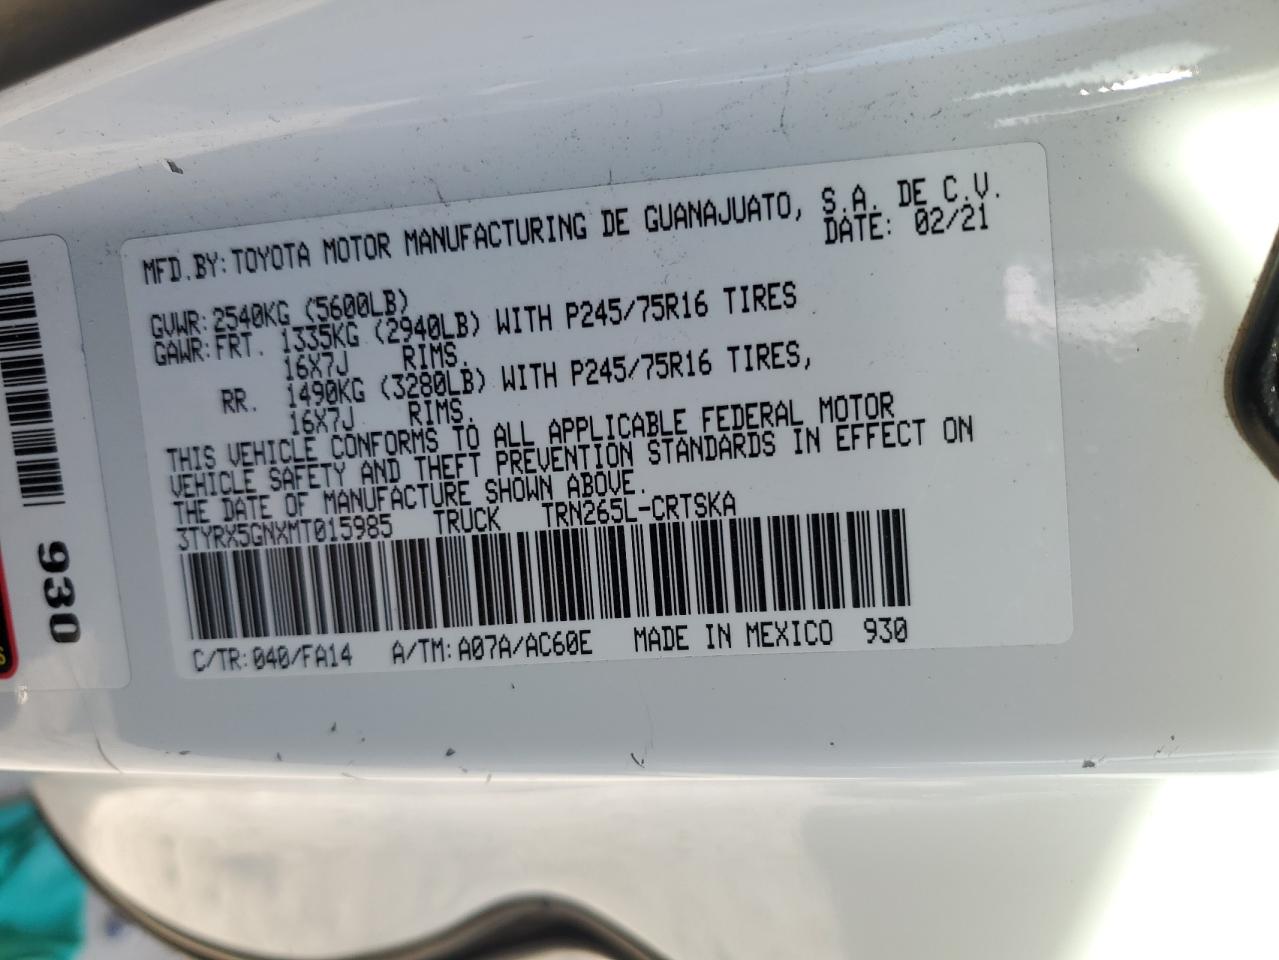 MFD.BY: TOYOTA MOTOR MANUFACTURING DE GUANAJUATO, S.A. DE C.V.
DATE: 02/21
GVWR: 2540KG (5600LB)
GAWR: FRT. 1335KG (2940LB) WITH P245/75R16 TIRES
16X7J RIMS.
RR. 1490KG (3280LB) WITH P245/75R16 TIRES,
16X7J RIMS.
THIS VEHICLE CONFORMS TO ALL APPLICABLE FEDERAL MOTOR
VEHICLE SAFETY AND THEFT PREVENTION STANDARDS IN EFFECT ON
THE DATE OF MANUFACTURE SHOWN ABOVE.
3TYRX5GNXMT015985 TRUCK TRN265L-CRTSKA
C/TR: 040/FA14 A/TM: A07A/AC60E MADE IN MEXICO 930
930